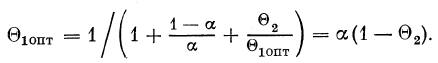 Θ₁опт = 1 / (1 + (1 − α)/α + Θ₂/Θ₁опт) = α (1 − Θ₂).